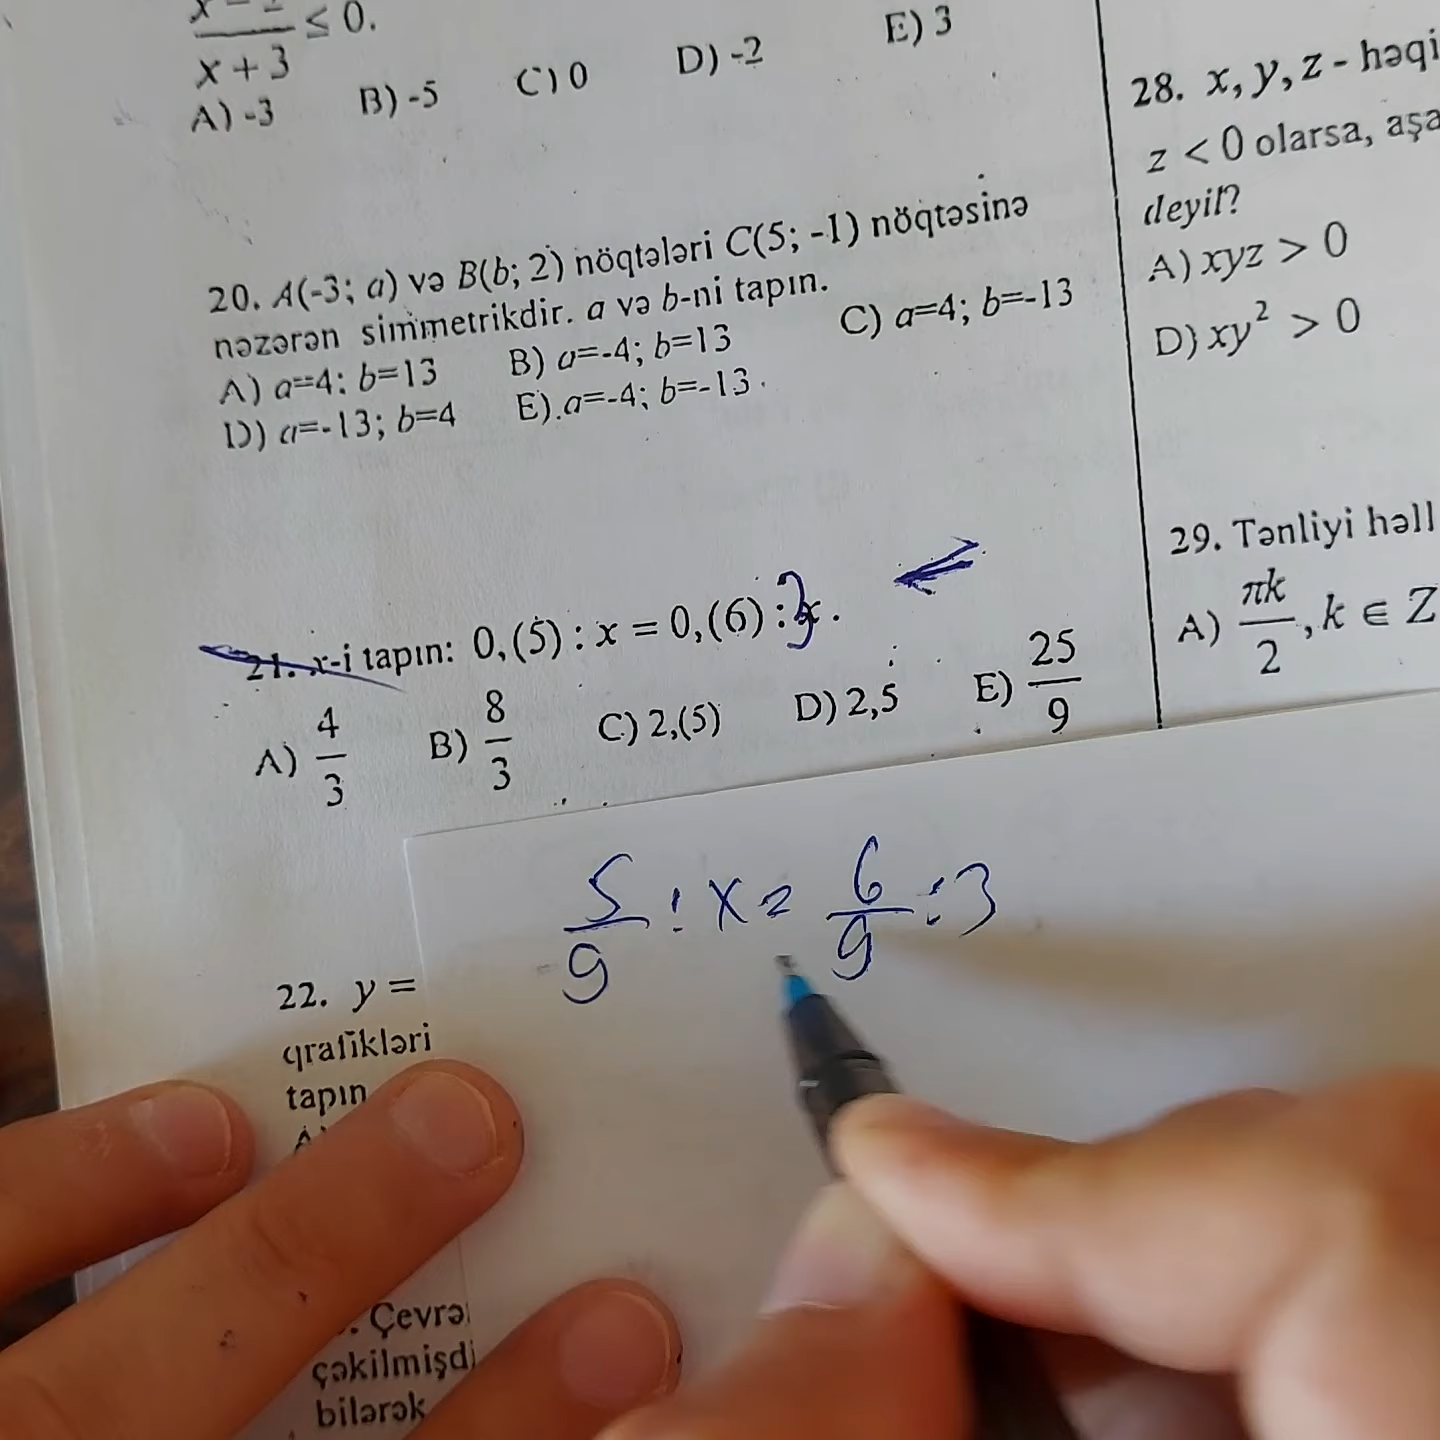 ≤ 0.
x + 3
A) -3 B) -5 C) 0 D) -2 E) 3
20. A(-3; a) və B(b; 2) nöqtələri C(5; -1) nöqtəsinə
nəzərən simmetrikdir. a və b-ni tapın.
A) a=4; b=13 B) a=-4; b=13 C) a=4; b=-13
D) a=-13; b=4 E) a=-4; b=-13.
21. x-i tapın: 0,(5) : x = 0,(6) : 3.
A) 4/3 B) 8/3 C) 2,(5) D) 2,5 E) 25/9
5/9 : x = 6/9 : 3
22. y =
qrafikləri
tapın
Çevrə
çəkilmişdi
bilərək
28. x, y, z - həqi
z < 0 olarsa, aşa
deyil?
A) xyz > 0
D) xy² > 0
29. Tənliyi həll
A) πk/2, k ∈ Z